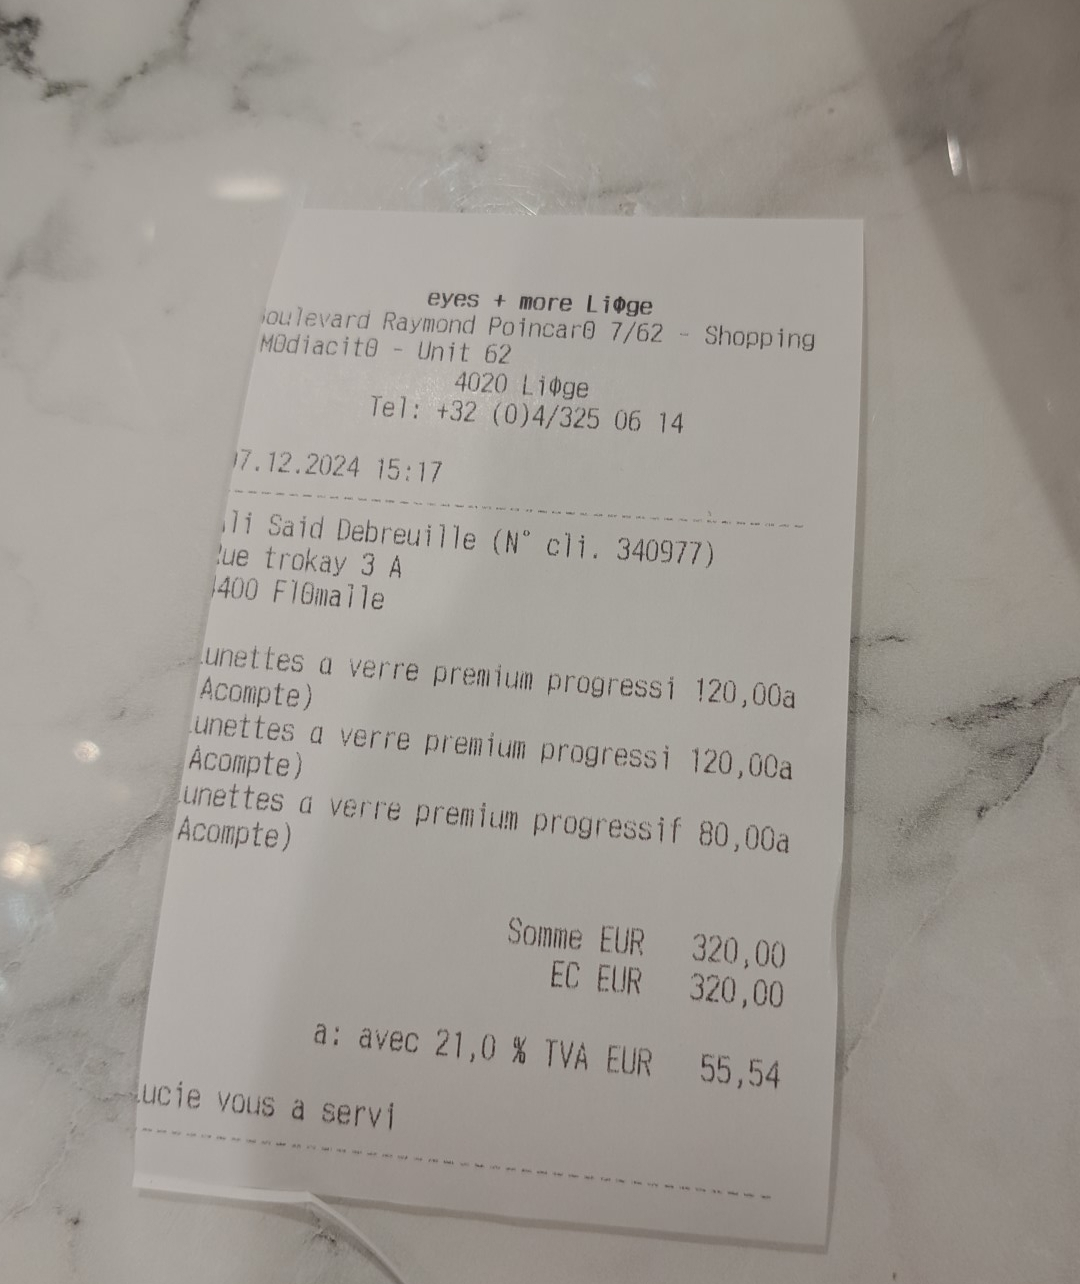 eyes + more LiΦge
oulevard Raymond Poincar0 7/62 - Shopping
M0diacit0 - Unit 62
4020 LiΦge
Tel: +32 (0)4/325 06 14
7.12.2024 15:17
li Said Debreuille (N° cli. 340977)
ue trokay 3 A
400 Fl0malle
unettes a verre premium progressi 120,00a
Acompte)
unettes a verre premium progressi 120,00a
Acompte)
unettes a verre premium progressif 80,00a
Acompte)
Somme EUR 320,00
EC EUR 320,00
a: avec 21,0 % TVA EUR 55,54
ucie vous a servi